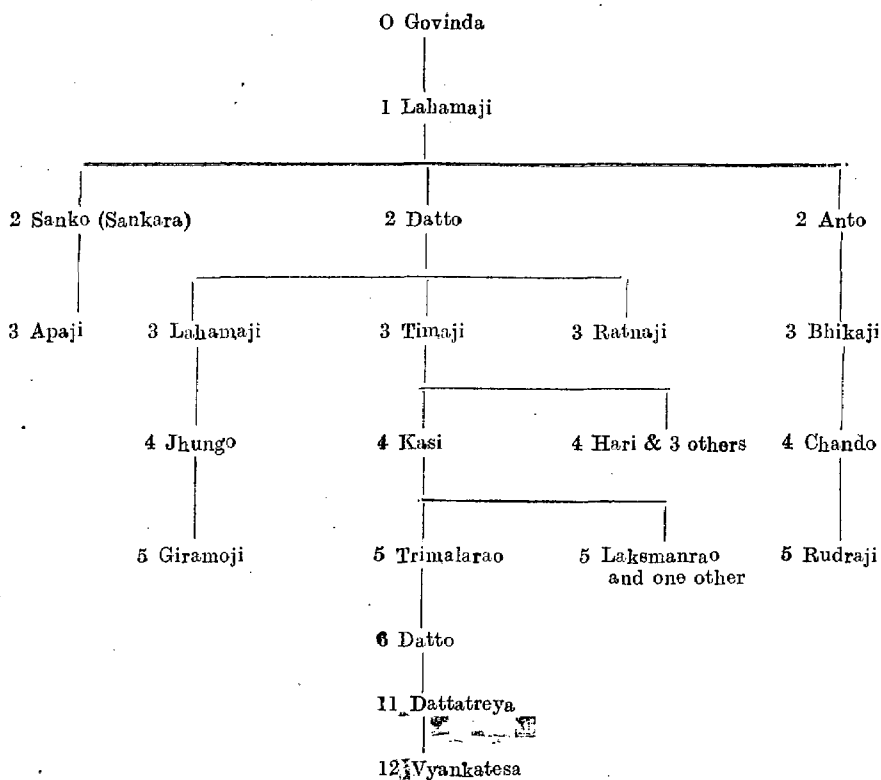 0 Govinda
1 Lahamaji
2 Sanko (Sankara) 2 Datto 2 Anto
3 Apaji 3 Lahamaji 3 Timaji 3 Ratnaji 3 Bhikaji
4 Jhungo 4 Kasi 4 Hari & 3 others 4 Chando
5 Giramoji 5 Trimalarao 5 Laksmanrao 5 Rudraji
and one other
6 Datto
11 Dattatreya
12 Vyankatesa